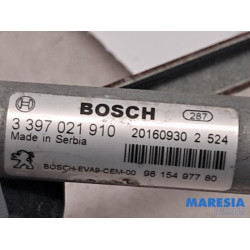 BOSCH
287
3 397 021 910 20160930 2 524
Made in Serbia
BOSCH-EVA9-CEM-00 98 154 977 80
MARESIA